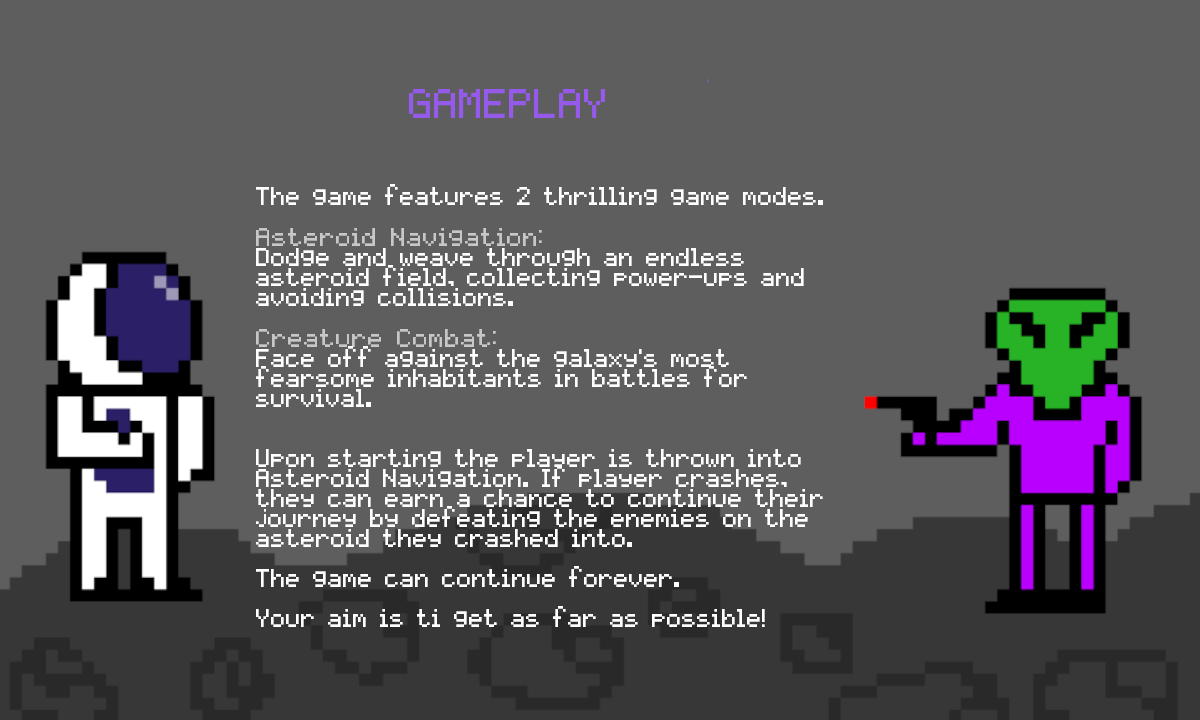 GAMEPLAY
The game features 2 thrilling game modes.
Asteroid Navigation:
Dodge and weave through an endless
asteroid field, collecting power-ups and
avoiding collisions.
Creature Combat:
Face off against the galaxy's most
fearsome inhabitants in battles for
survival.
Upon starting the player is thrown into
Asteroid Navigation. If player crashes,
they can earn a chance to continue their
journey by defeating the enemies on the
asteroid they crashed into.
The game can continue forever.
Your aim is ti get as far as possible!